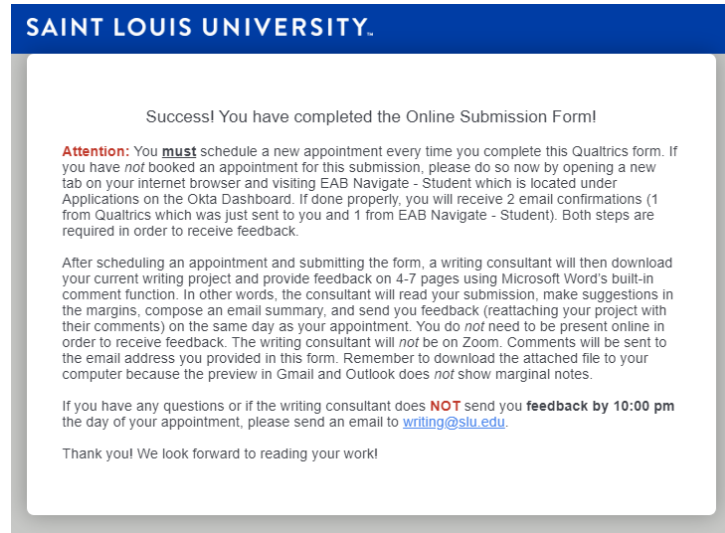 SAINT LOUIS UNIVERSITY™
Success! You have completed the Online Submission Form!
Attention: You must schedule a new appointment every time you complete this Qualtrics form. If
you have not booked an appointment for this submission, please do so now by opening a new
tab on your internet browser and visiting EAB Navigate - Student which is located under
Applications on the Okta Dashboard. If done properly, you will receive 2 email confirmations (1
from Qualtrics which was just sent to you and 1 from EAB Navigate - Student). Both steps are
required in order to receive feedback.
After scheduling an appointment and submitting the form, a writing consultant will then download
your current writing project and provide feedback on 4-7 pages using Microsoft Word's built-in
comment function. In other words, the consultant will read your submission, make suggestions in
the margins, compose an email summary, and send you feedback (reattaching your project with
their comments) on the same day as your appointment. You do not need to be present online in
order to receive feedback. The writing consultant will not be on Zoom. Comments will be sent to
the email address you provided in this form. Remember to download the attached file to your
computer because the preview in Gmail and Outlook does not show marginal notes.
If you have any questions or if the writing consultant does NOT send you feedback by 10:00 pm
the day of your appointment, please send an email to writing@slu.edu.
Thank you! We look forward to reading your work!